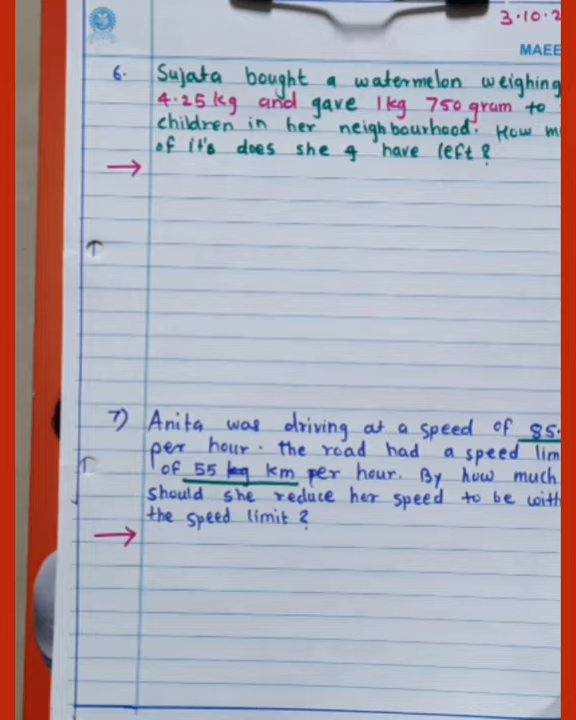 3.10.2
MAEE
6. Sujata bought a watermelon weighing
4.25 kg and gave 1kg 750 gram to
children in her neighbourhood. How m
of it's does she have left ?
7) Anita was driving at a speed of 85.
per hour. the road had a speed lim
of 55 km per hour. By how much
should she reduce her speed to be with
the speed limit ?